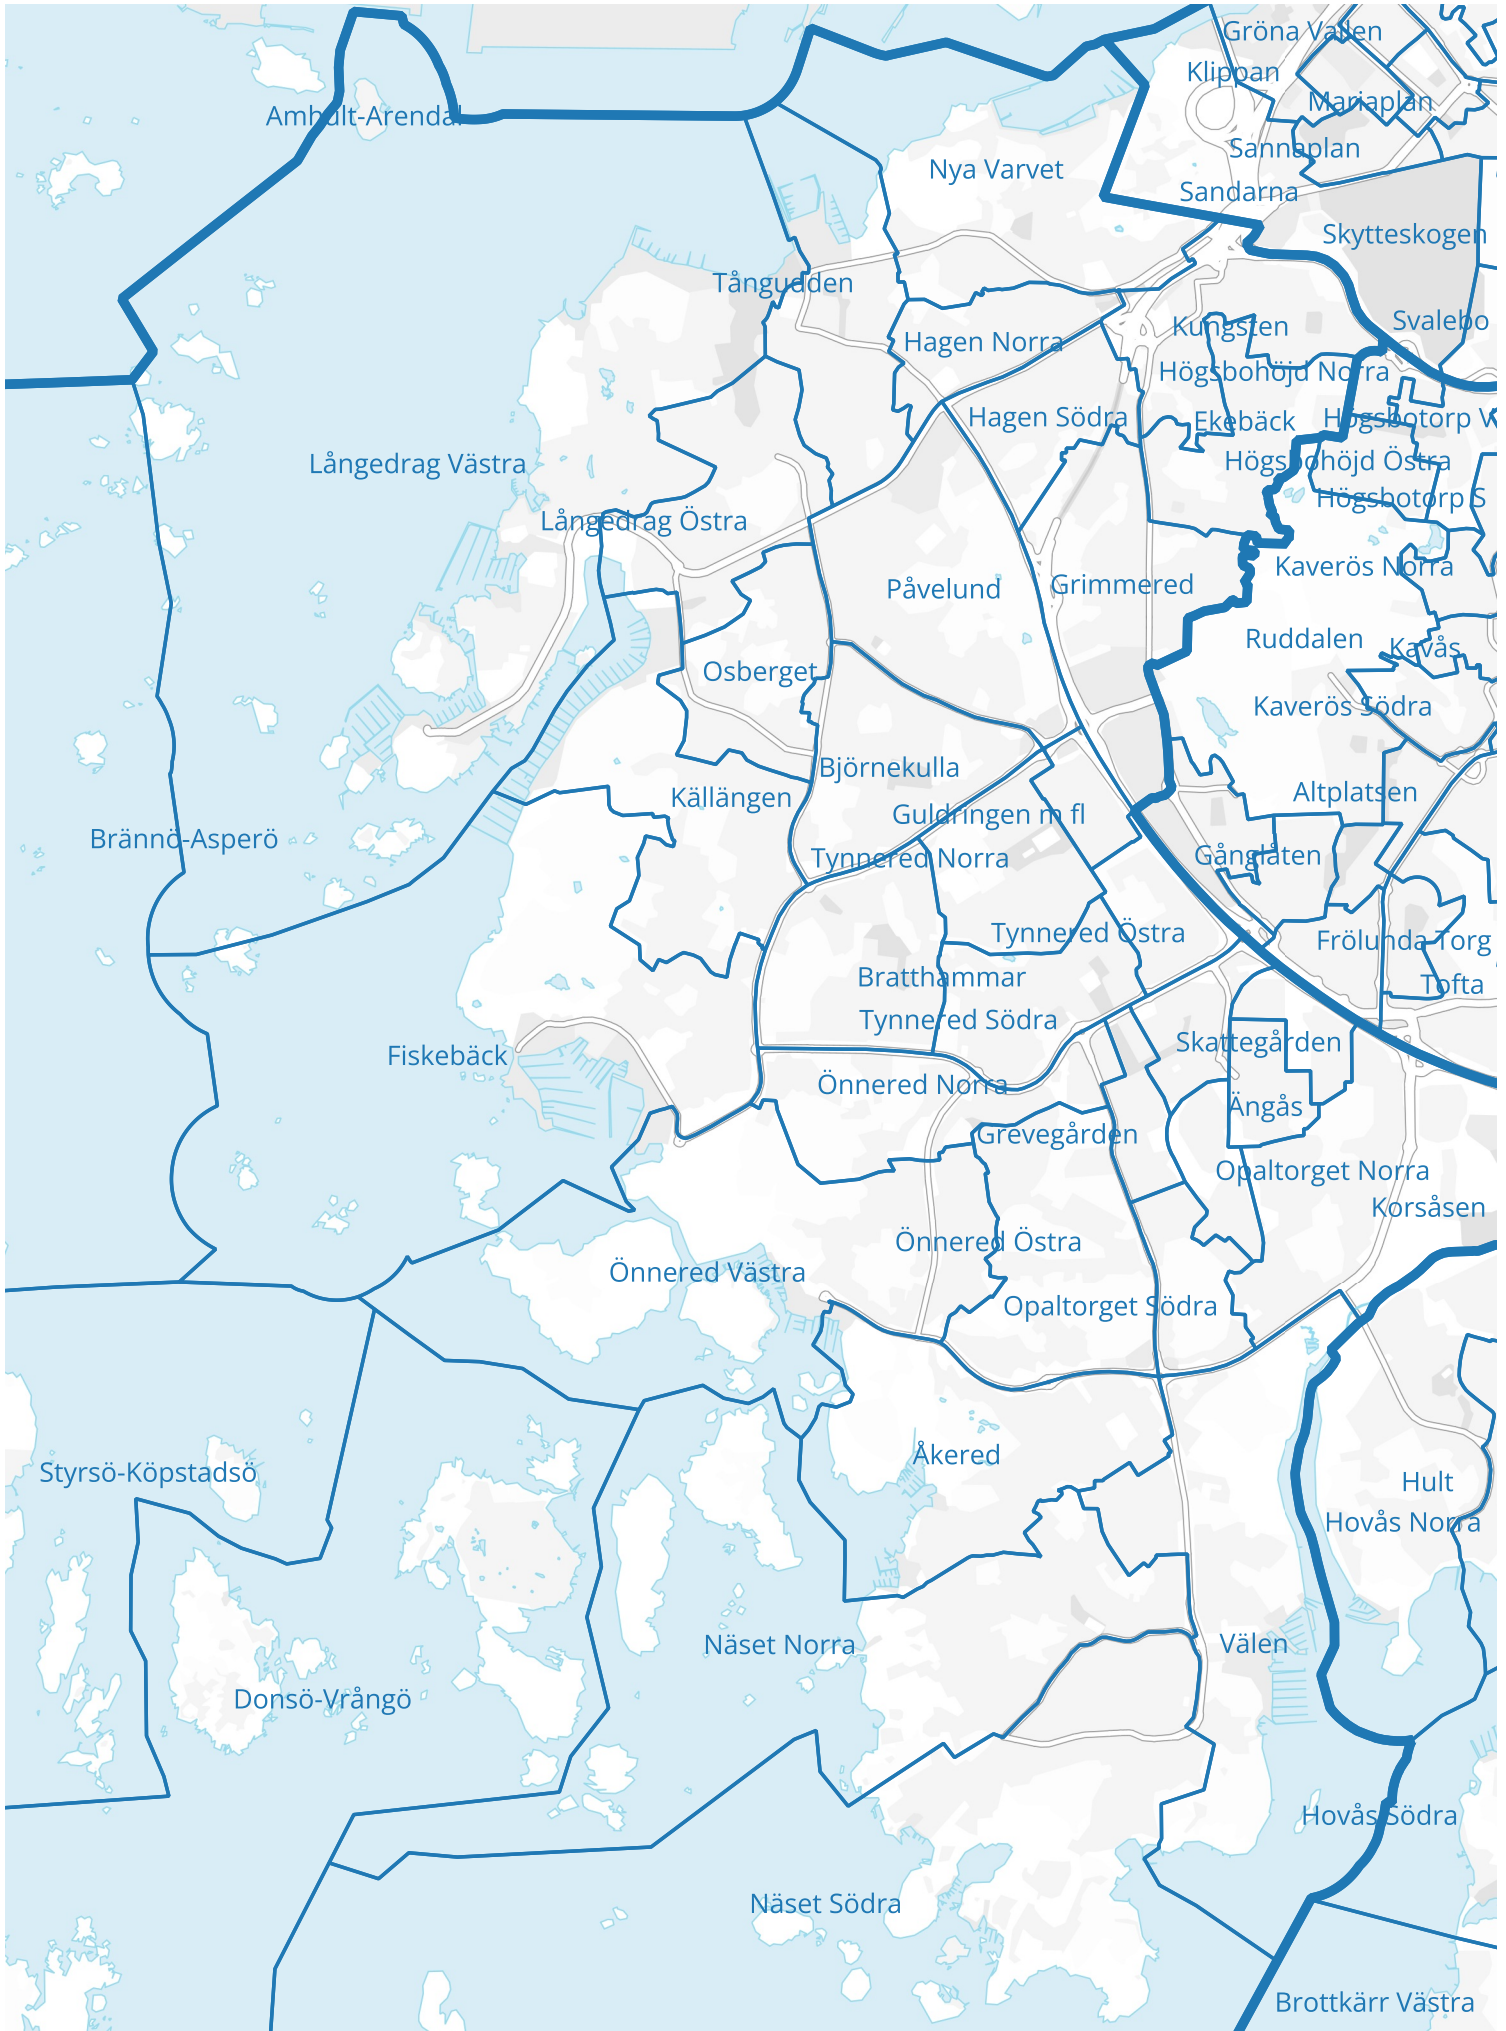 Gröna Vallen
Klippan
Mariaplan
Amhult-Arendal
Sannaplan
Nya Varvet
Sandarna
Skytteskogen
Tångudden
Svalebo
Kungsten
Hagen Norra
Högsbohöjd Norra
Hagen Södra
Ekebäck
Högsbotorp V
Högsbohöjd Östra
Långedrag Västra
Högsbotorp S
Långedrag Östra
Kaverös Norra
Grimmered
Påvelund
Ruddalen
Kavås
Osberget
Kaverös Södra
Björnekulla
Altplatsen
Källängen
Guldringen m fl
Brännö-Asperö
Gånglåten
Tynnered Norra
Tynnered Östra
Frölunda Torg
Bratthammar
Tofta
Tynnered Södra
Skattegården
Fiskebäck
Önnered Norra
Ängås
Grevegården
Opaltorget Norra
Korsåsen
Önnered Östra
Önnered Västra
Opaltorget Södra
Åkered
Styrsö-Köpstadsö
Hult
Hovås Norra
Näset Norra
Välen
Donsö-Vrångö
Hovås Södra
Näset Södra
Brottkärr Västra